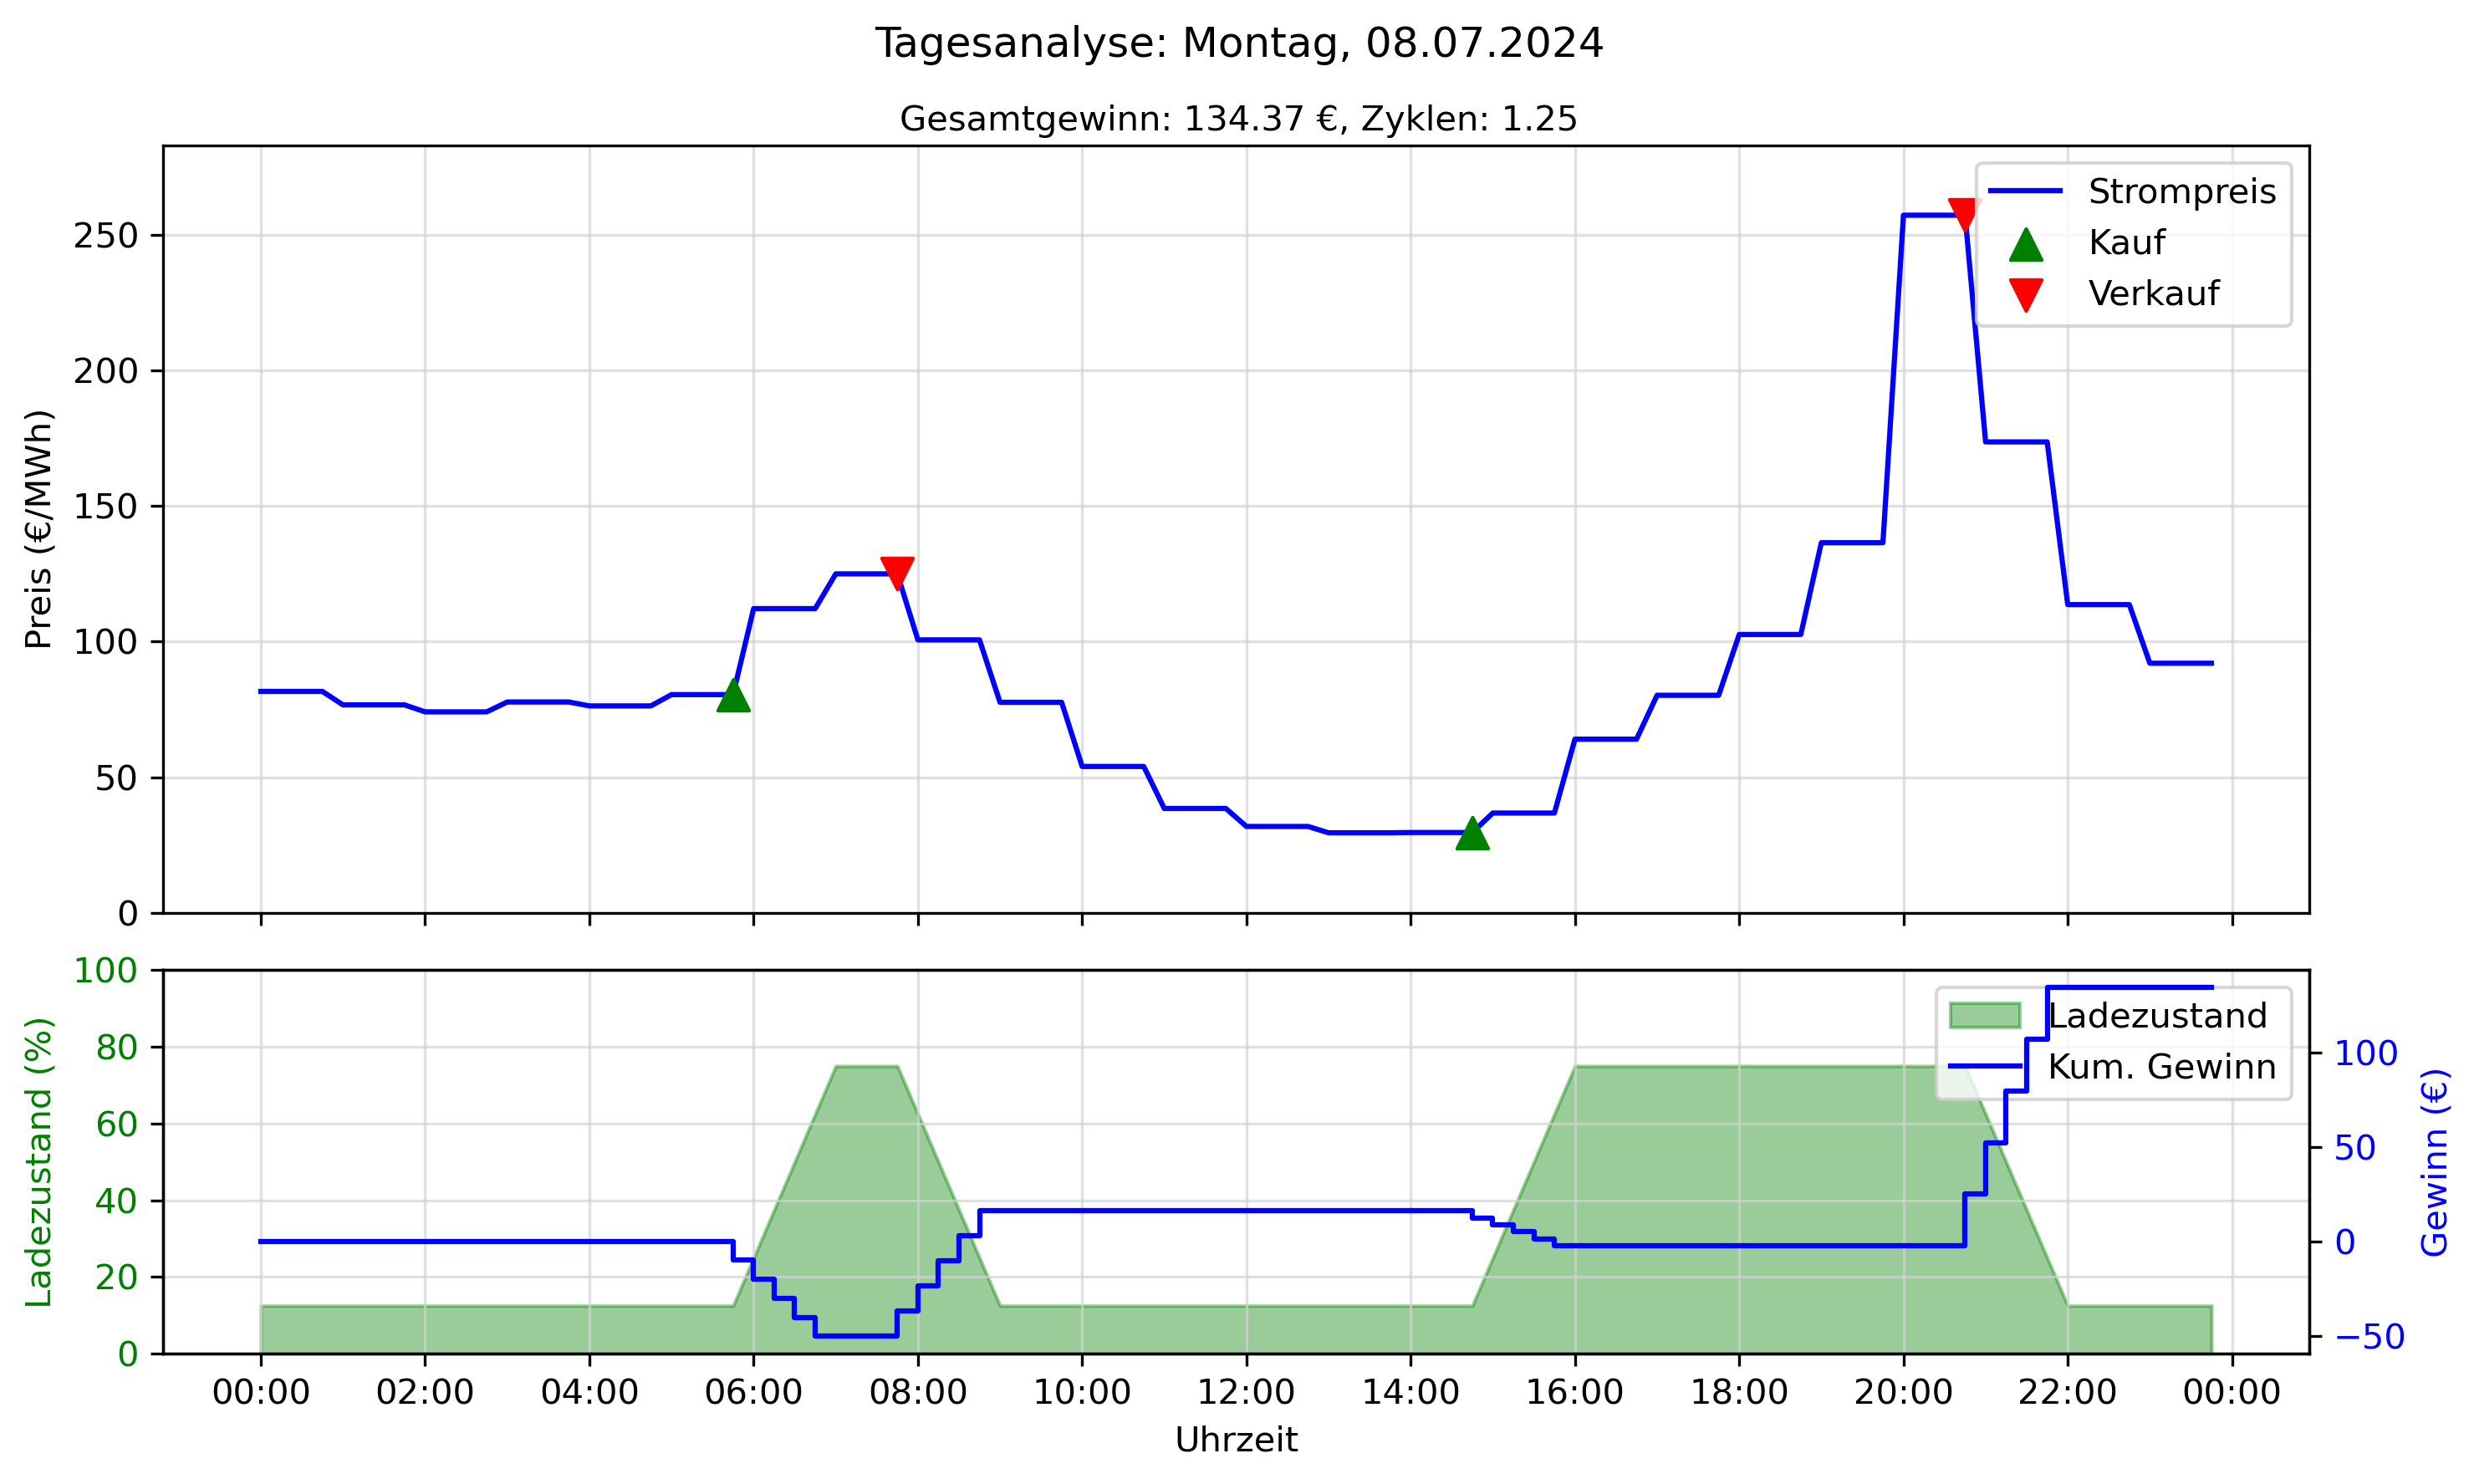 Tagesanalyse: Montag, 08.07.2024
Gesamtgewinn: 134.37 €, Zyklen: 1.25
Preis (€/MWh)
250
200
150
100
50
0
Strompreis
Kauf
Verkauf
Ladezustand (%)
100
80
60
40
20
0
Ladezustand
Kum. Gewinn
100
50
0
−50
Gewinn (€)
00:00 02:00 04:00 06:00 08:00 10:00 12:00 14:00 16:00 18:00 20:00 22:00 00:00
Uhrzeit